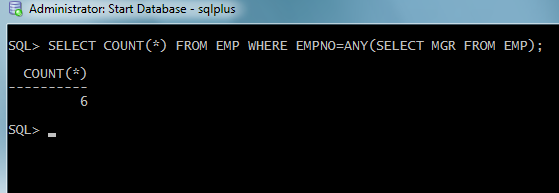 Administrator: Start Database - sqlplus
SQL> SELECT COUNT(*) FROM EMP WHERE EMPNO=ANY(SELECT MGR FROM EMP);
COUNT(*)
----------
6
SQL> _